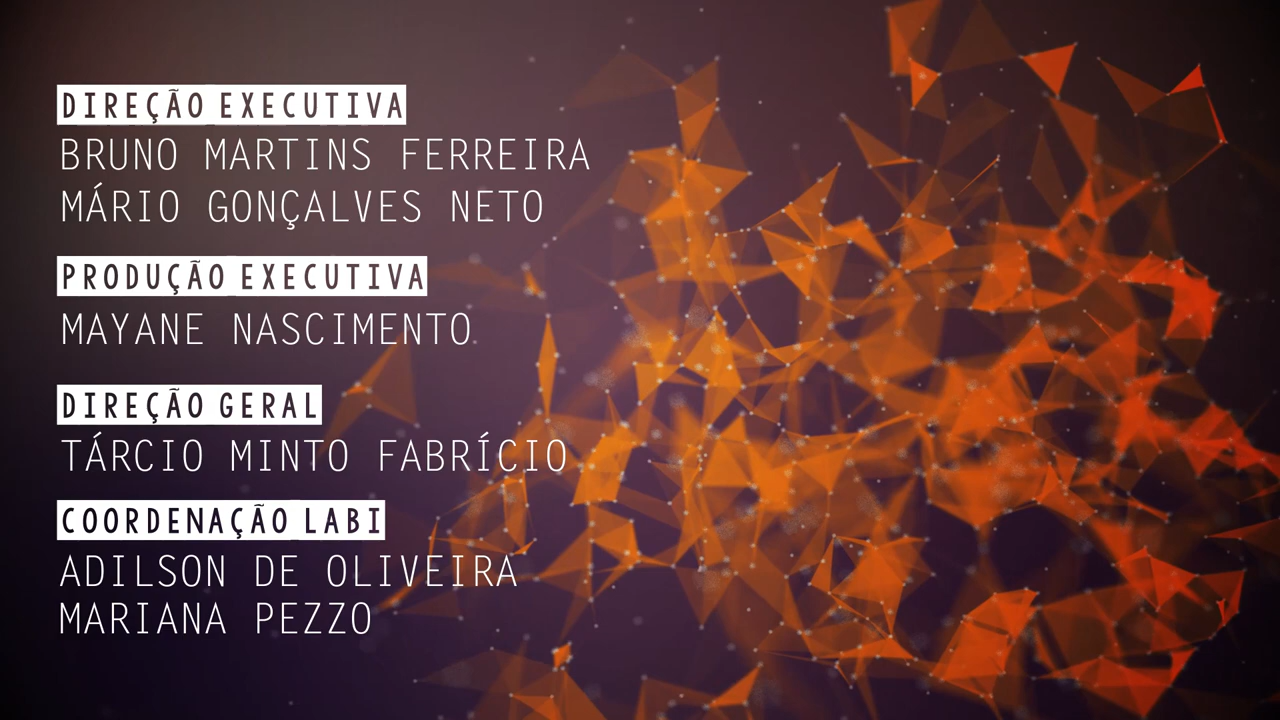 DIREÇÃO EXECUTIVA
BRUNO MARTINS FERREIRA
MÁRIO GONÇALVES NETO
PRODUÇÃO EXECUTIVA
MAYANE NASCIMENTO
DIREÇÃO GERAL
TÁRCIO MINTO FABRÍCIO
COORDENAÇÃO LABI
ADILSON DE OLIVEIRA
MARIANA PEZZO